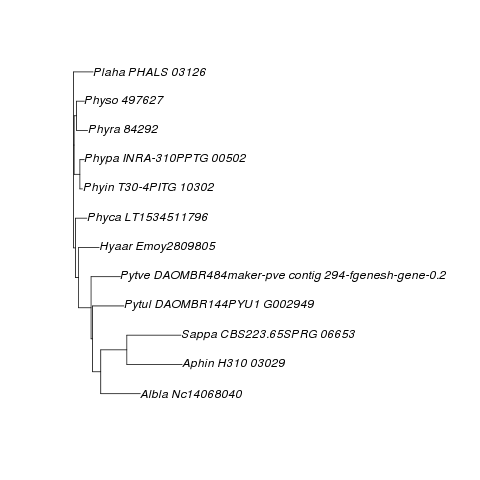 Plaha PHALS 03126
Physo 497627
Phyra 84292
Phypa INRA-310PPTG 00502
Phyin T30-4PITG 10302
Phyca LT1534511796
Hyaar Emoy2809805
Pytve DAOMBR484maker-pve contig 294-fgenesh-gene-0.2
Pytul DAOMBR144PYU1 G002949
Sappa CBS223.65SPRG 06653
Aphin H310 03029
Albla Nc14068040